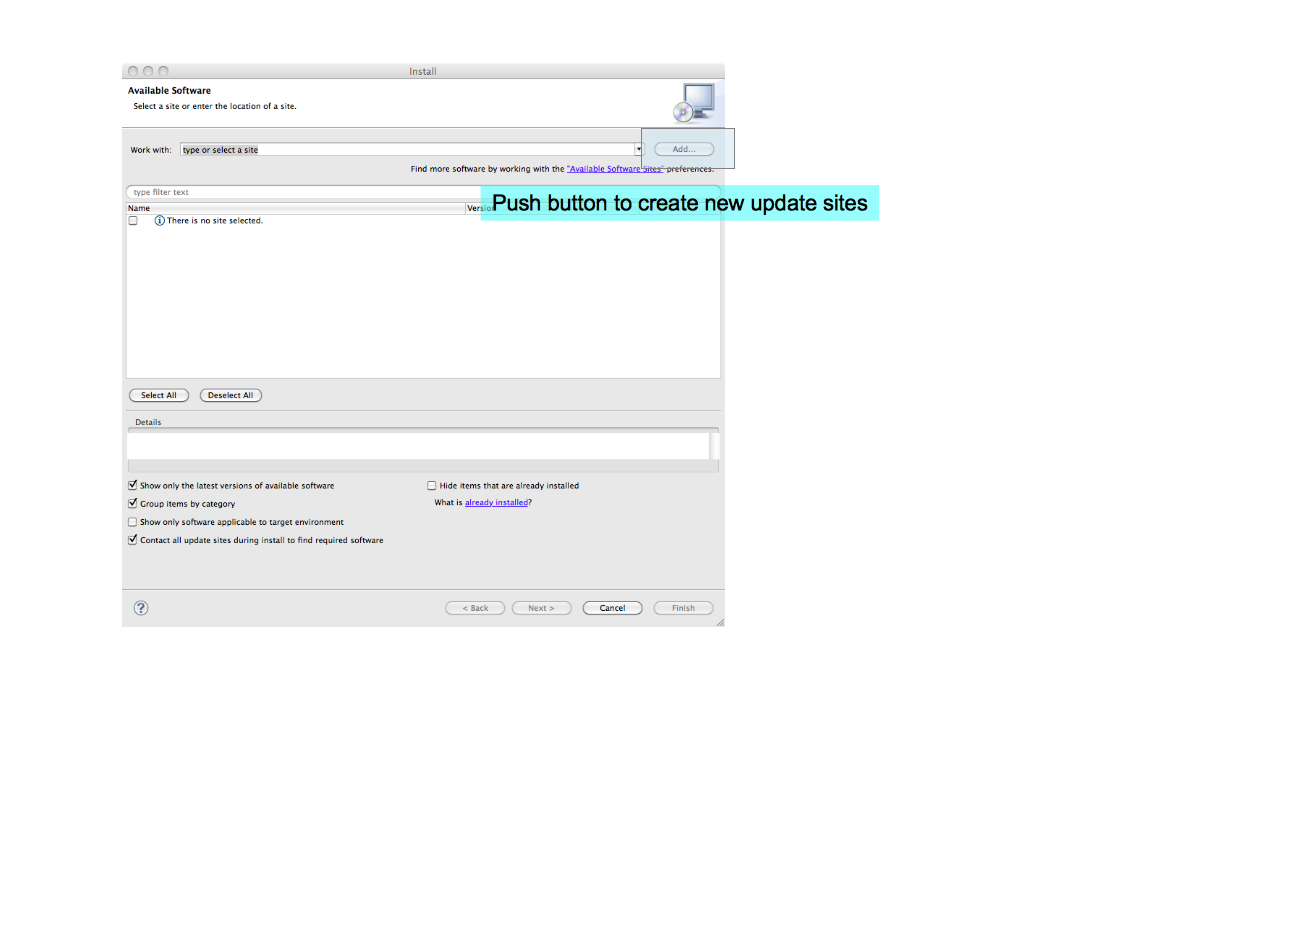 Install
Available Software
Select a site or enter the location of a site.
Work with: type or select a site Add...
Find more software by working with the "Available Software Sites" preferences.
type filter text
Push button to create new update sites
Name
There is no site selected.
Select All Deselect All
Details
Show only the latest versions of available software Hide items that are already installed
Group items by category What is already installed?
Show only software applicable to target environment
Contact all update sites during install to find required software
? < Back Next > Cancel Finish